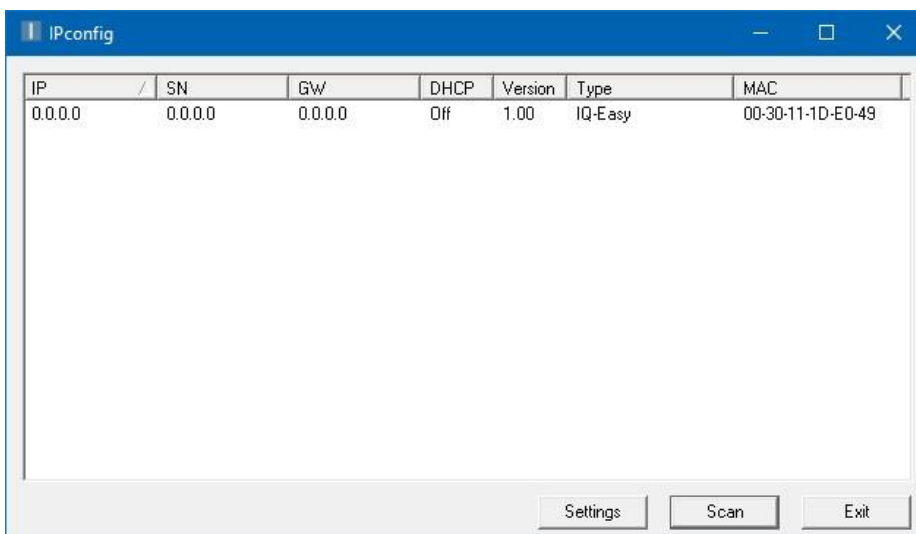 IPconfig
IP SN GW DHCP Version Type MAC
0.0.0.0 0.0.0.0 0.0.0.0 Off 1.00 IQ-Easy 00-30-11-1D-E0-49
Settings Scan Exit